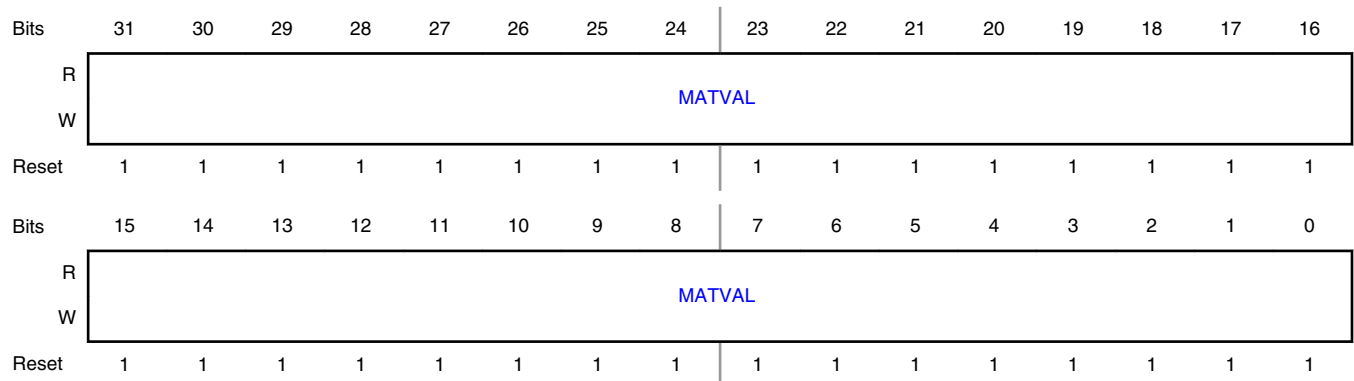 Bits 31 30 29 28 27 26 25 24 23 22 21 20 19 18 17 16
R
MATVAL
W
Reset 1 1 1 1 1 1 1 1 1 1 1 1 1 1 1 1
Bits 15 14 13 12 11 10 9 8 7 6 5 4 3 2 1 0
R
MATVAL
W
Reset 1 1 1 1 1 1 1 1 1 1 1 1 1 1 1 1